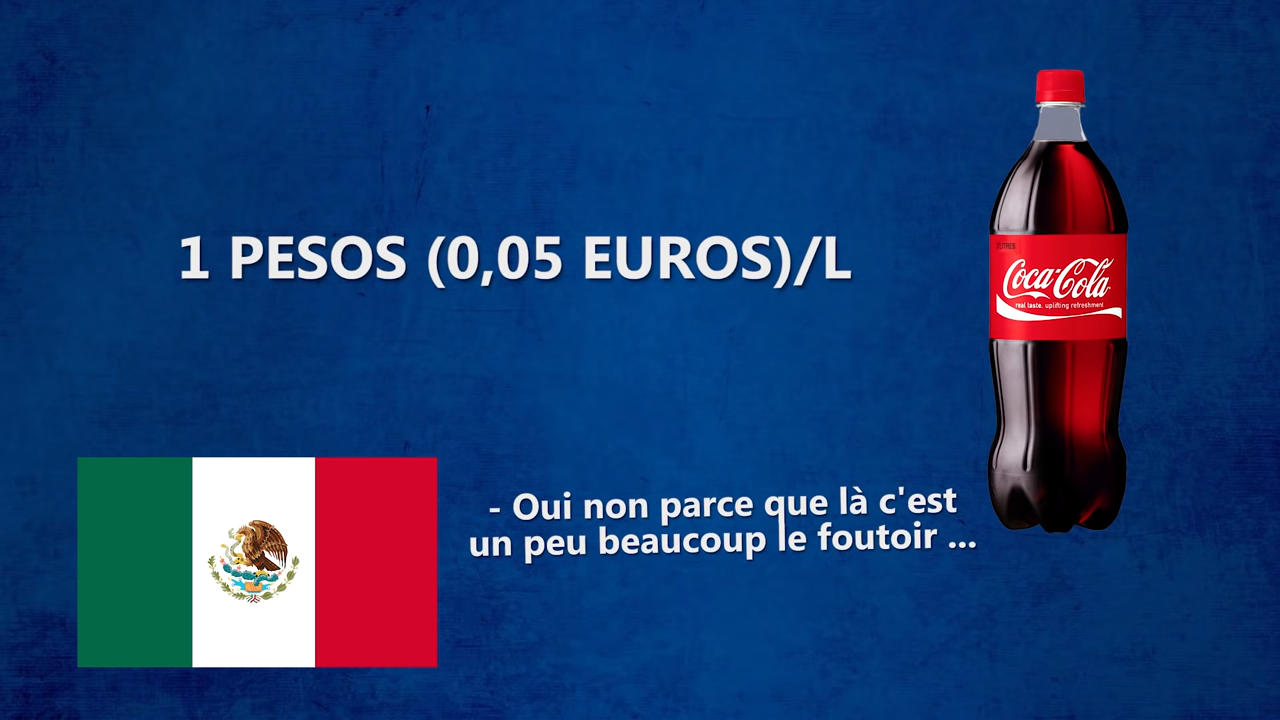 1 PESOS (0,05 EUROS)/L
Coca-Cola
real taste. uplifting refreshment
- Oui non parce que là c'est
un peu beaucoup le foutoir ...